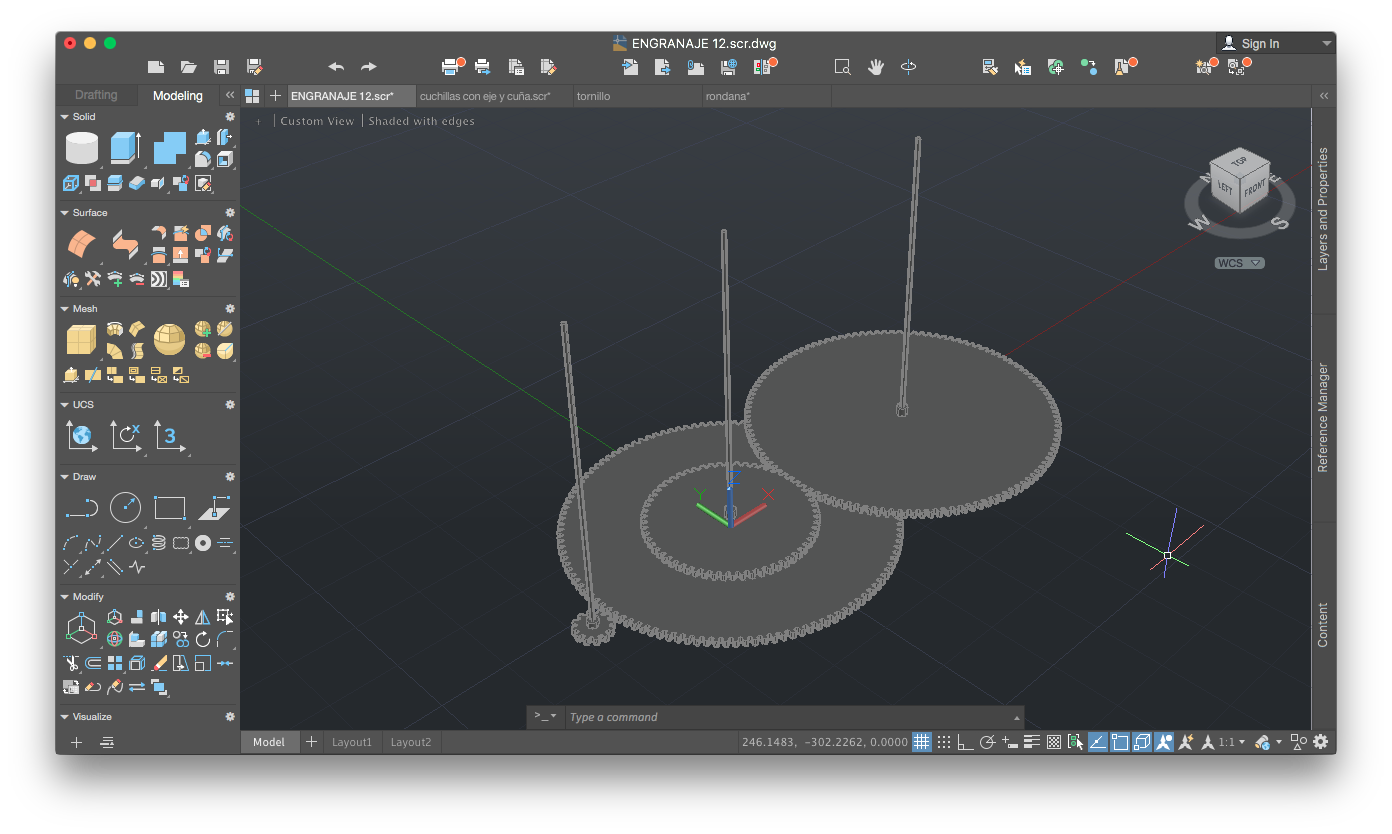 ENGRANAJE 12.scr.dwg
Sign In
Drafting
Modeling
ENGRANAJE 12.scr*
cuchillas con eje y cuña.scr*
tornillo
rondana*
+ | Custom View | Shaded with edges
Solid
Surface
Mesh
UCS
X
3
Draw
Modify
Visualize
TOP
LEFT
FRONT
N
E
W
S
WCS
Y
X
Layers and Properties
Reference Manager
Content
>_ Type a command
Model
Layout1
Layout2
246.1483, -302.2262, 0.0000
1:1